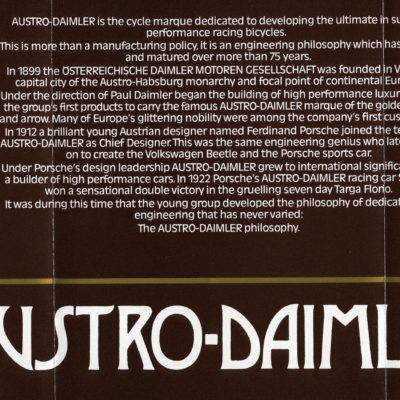 AUSTRO-DAIMLER is the cycle marque dedicated to developing the ultimate in su
performance racing bicycles.
This is more than a manufacturing policy, it is an engineering philosophy which has
and matured over more than 75 years.
In 1899 the ÖSTERREICHISCHE DAIMLER MOTOREN GESELLSCHAFT was founded in V
capital city of the Austro-Habsburg monarchy and focal point of continental Eur
Under the direction of Paul Daimler began the building of high performance luxur
the group's first products to carry the famous AUSTRO-DAIMLER marque of the golde
and arrow. Many of Europe's glittering nobility were among the company's first cus
In 1912 a brilliant young Austrian designer named Ferdinand Porsche joined the te
AUSTRO-DAIMLER as Chief Designer. This was the same engineering genius who late
on to create the Volkswagen Beetle and the Porsche sports car.
Under Porsche's design leadership AUSTRO-DAIMLER grew to international significa
a builder of high performance cars. In 1922 Porsche's AUSTRO-DAIMLER racing car S
won a sensational double victory in the gruelling seven day Targa Florio.
It was during this time that the young group developed the philosophy of dedicat
engineering that has never varied:
The AUSTRO-DAIMLER philosophy.
USTRO-DAIML